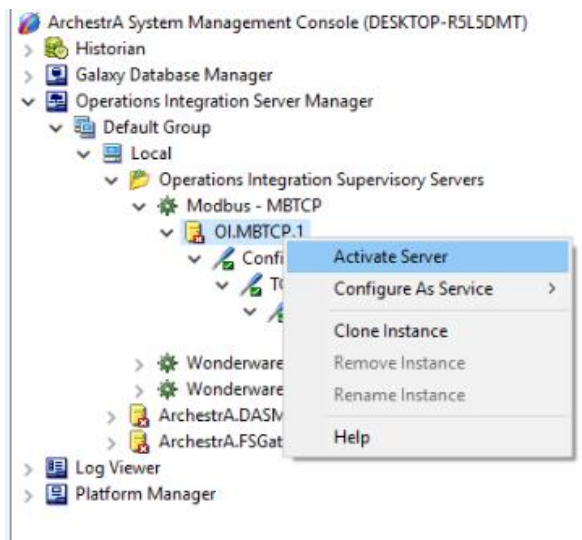 ArchestrA System Management Console (DESKTOP-R5L5DMT)
Historian
Galaxy Database Manager
Operations Integration Server Manager
Default Group
Local
Operations Integration Supervisory Servers
Modbus - MBTCP
OI.MBTCP.1
Confi
Activate Server
Configure As Service
Clone Instance
Wonderware
Remove Instance
Wonderware
Rename Instance
ArchestrA.DASM
ArchestrA.FSGat
Help
Log Viewer
Platform Manager